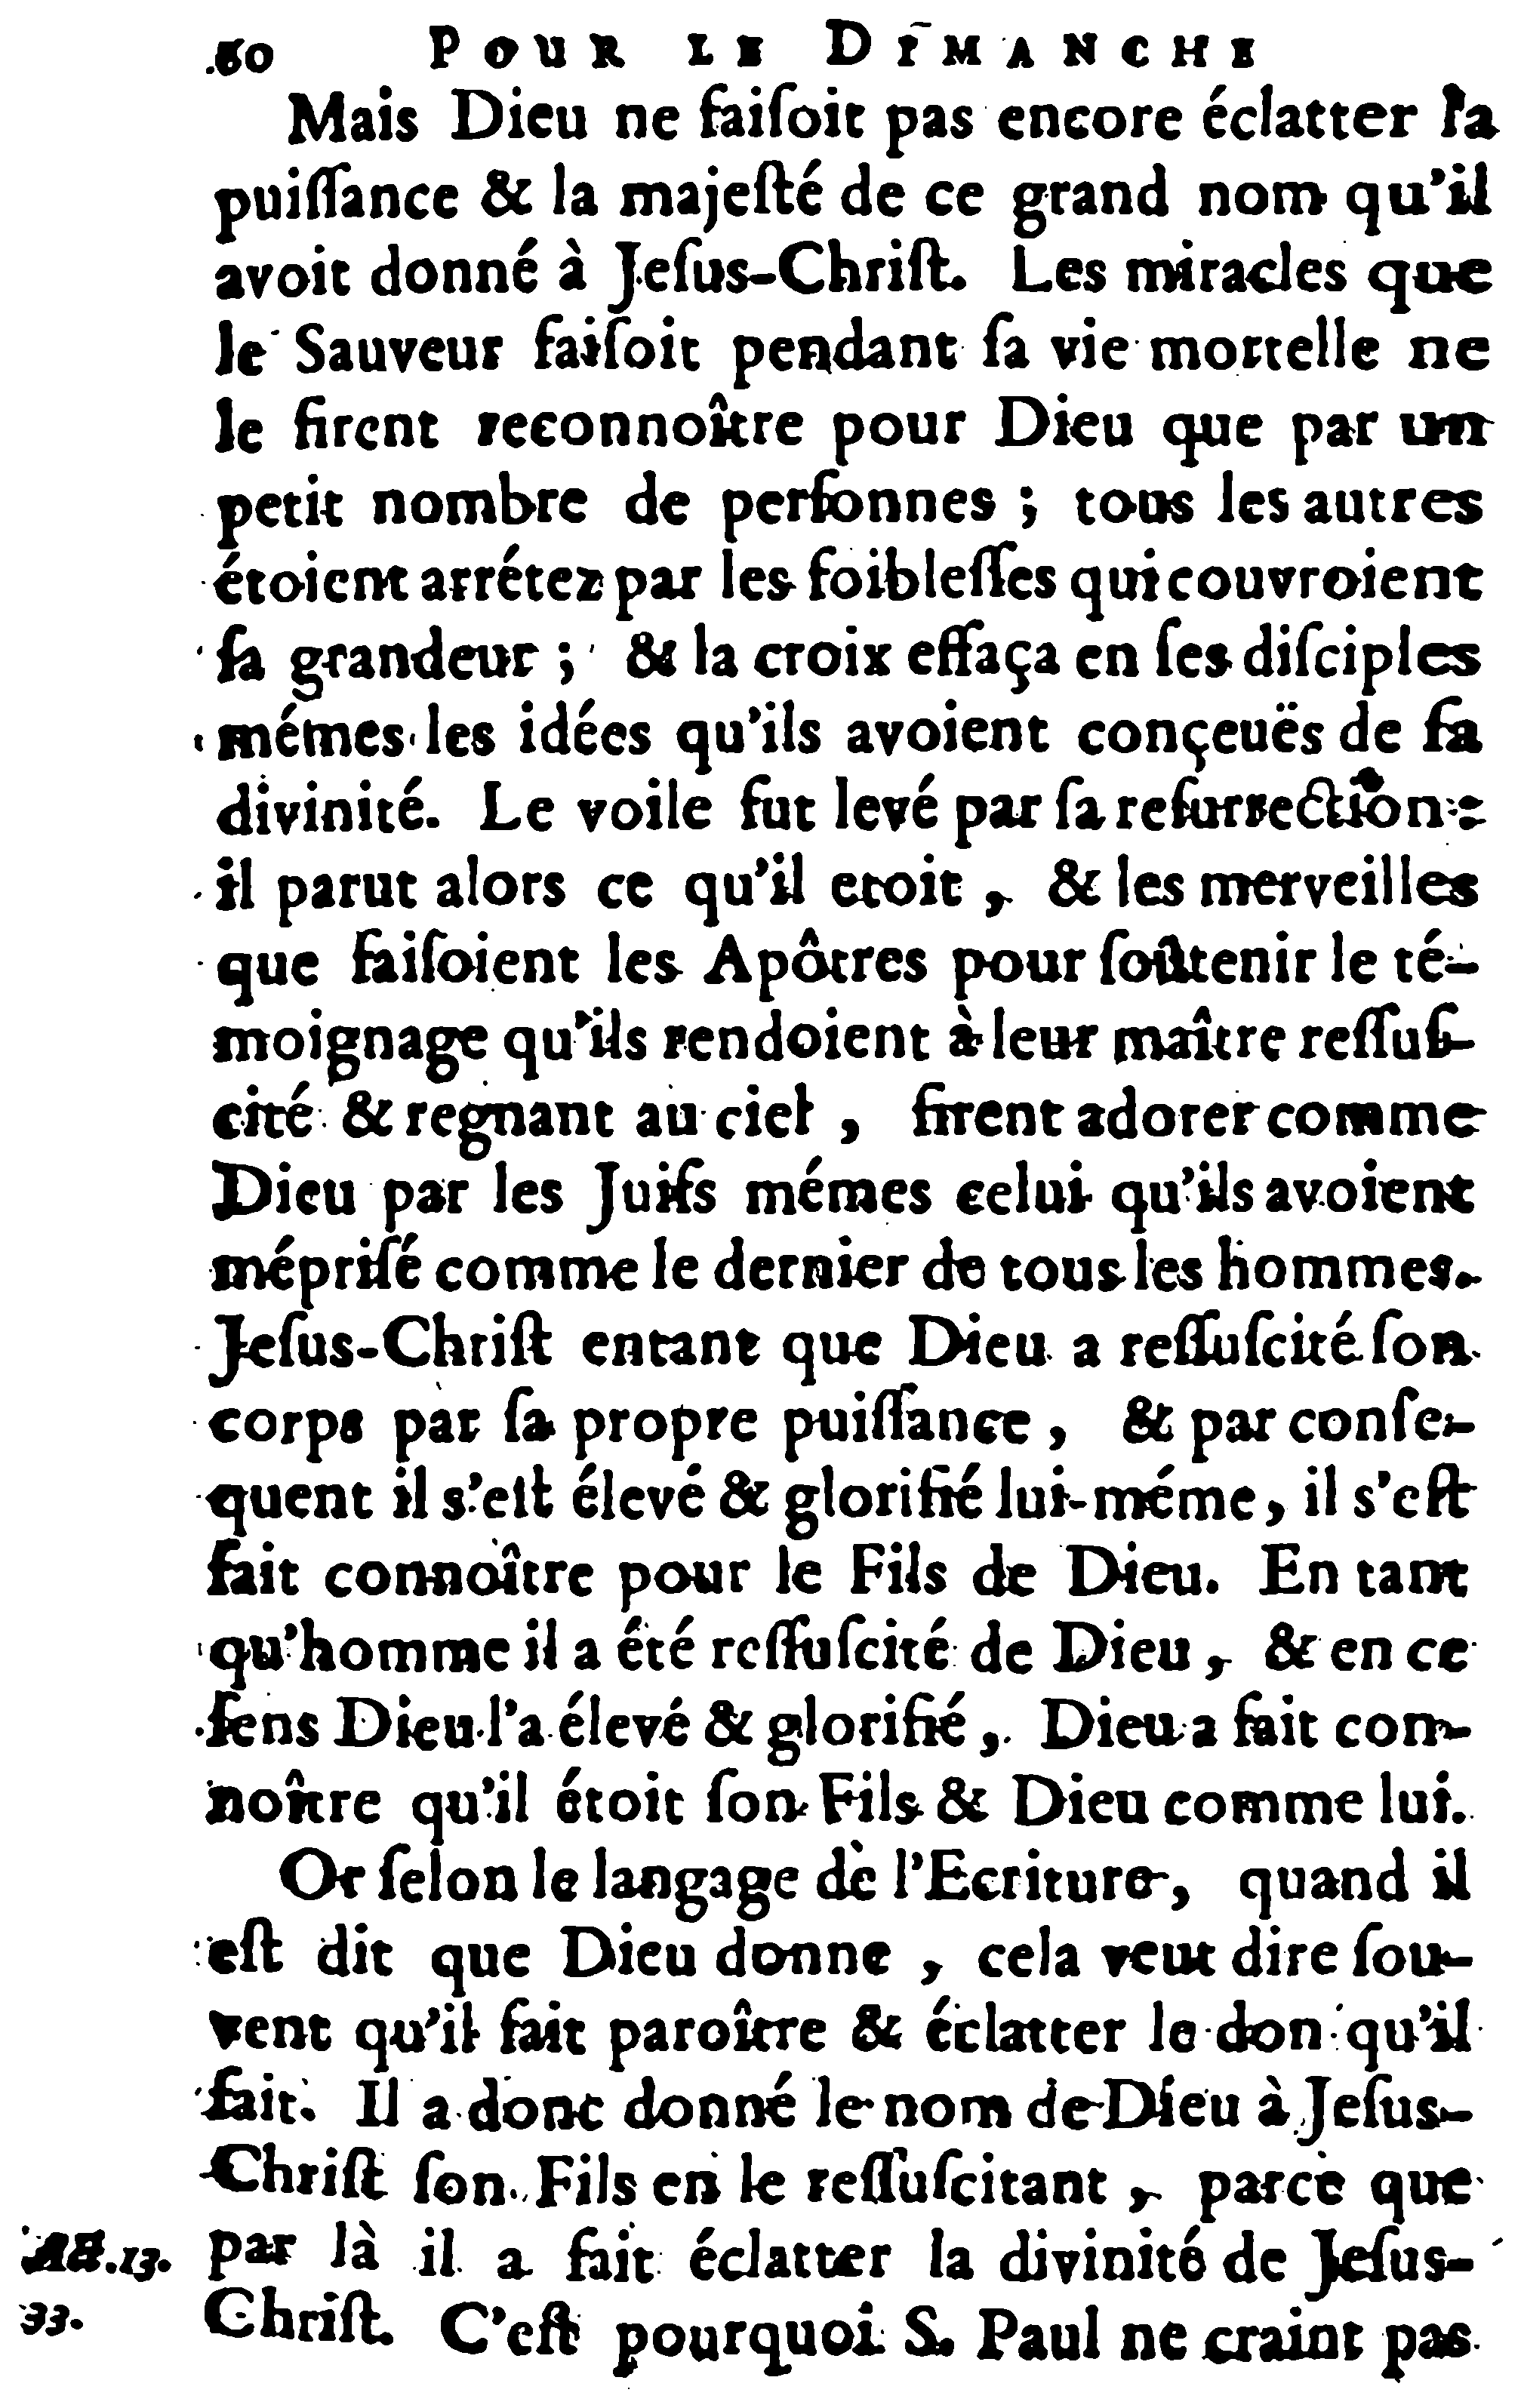 60 POUR LE DIMANCHE
Mais Dieu ne faiſoit pas encore éclatter la
puiſſance & la majeſté de ce grand nom qu'il
avoit donné à Jeſus-Chriſt. Les miracles que
le Sauveur faiſoit pendant ſa vie mortelle ne
le firent reconnoître pour Dieu que par un
petit nombre de perſonnes ; tous les autres
étoient arrétez par les foibleſſes qui couvroient
ſa grandeur ; & la croix effaça en ſes diſciples
mémes les idées qu'ils avoient conçeuës de ſa
divinité. Le voile fut levé par ſa reſurrection :
il parut alors ce qu'il etoit, & les merveilles
que faiſoient les Apôtres pour ſoûtenir le té-
moignage qu'ils rendoient à leur maître reſſuſ-
cité & regnant au ciel, firent adorer comme
Dieu par les Juifs mémes celui qu'ils avoient
mépriſé comme le dernier de tous les hommes.
Jeſus-Chriſt entant que Dieu a reſſuſcité ſon
corps par ſa propre puiſſance, & par conſe-
quent il s'eſt élevé & glorifié lui-méme, il s'eſt
fait connoître pour le Fils de Dieu. En tant
qu'homme il a été reſſuſcité de Dieu, & en ce
ſens Dieu l'a élevé & glorifié, Dieu a fait con-
noître qu'il étoit ſon Fils & Dieu comme lui.
Or ſelon le langage de l'Ecriture, quand il
eſt dit que Dieu donne, cela veut dire ſou-
vent qu'il fait paroître & éclatter le don qu'il
fait. Il a donc donné le nom de Dieu à Jeſus-
Chriſt ſon Fils en le reſſuſcitant, parce que
Act. 13. par là il a fait éclatter la divinité de Jeſus-
33. Chriſt. C'eſt pourquoi S. Paul ne craint pas